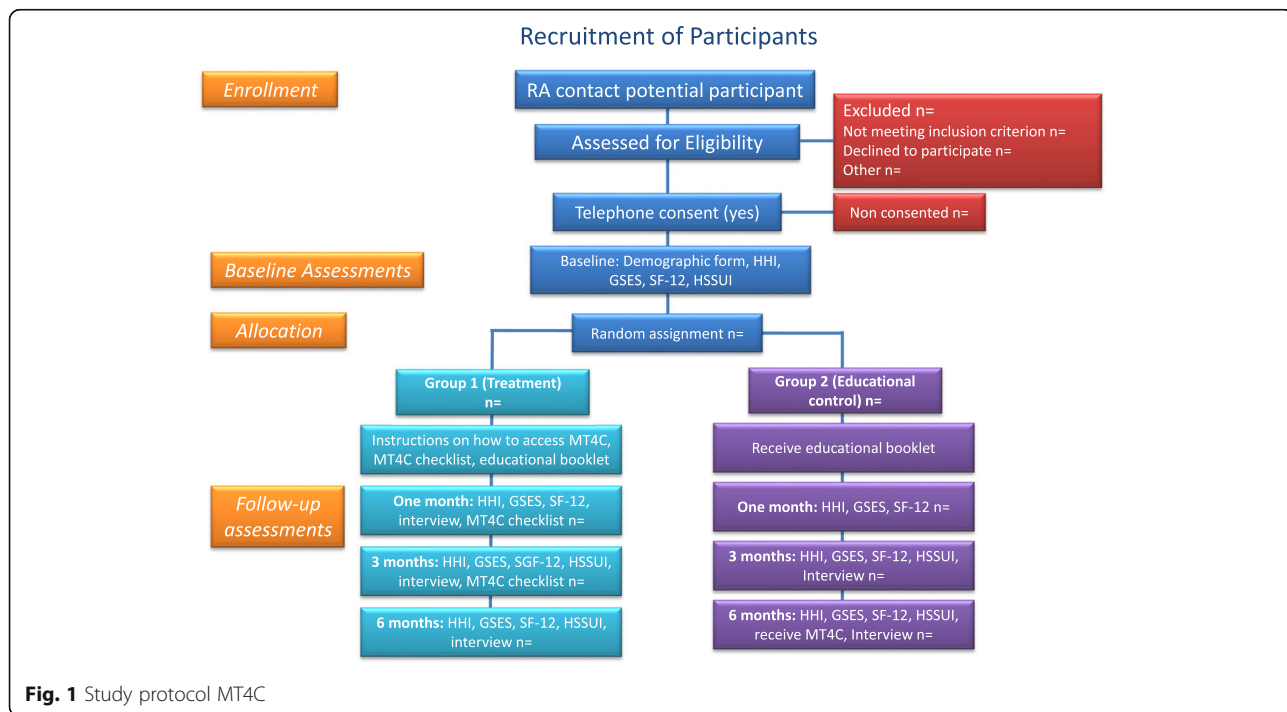 Recruitment of Participants
Enrollment
RA contact potential participant
Assessed for Eligibility
Excluded n=
Not meeting inclusion criterion n=
Declined to participate n=
Other n=
Telephone consent (yes)
Non consented n=
Baseline Assessments
Baseline: Demographic form, HHI,
GSES, SF-12, HSSUI
Allocation
Random assignment n=
Group 1 (Treatment)
n=
Group 2 (Educational
control) n=
Instructions on how to access MT4C,
MT4C checklist, educational booklet
Receive educational booklet
Follow-up
assessments
One month: HHI, GSES, SF-12,
interview, MT4C checklist n=
One month: HHI, GSES, SF-12 n=
3 months: HHI, GSES, SGF-12, HSSUI,
interview, MT4C checklist n=
3 months: HHI, GSES, SF-12, HSSUI,
Interview n=
6 months: HHI, GSES, SF-12, HSSUI,
interview n=
6 months: HHI, GSES, SF-12, HSSUI,
receive MT4C, Interview n=
Fig. 1 Study protocol MT4C